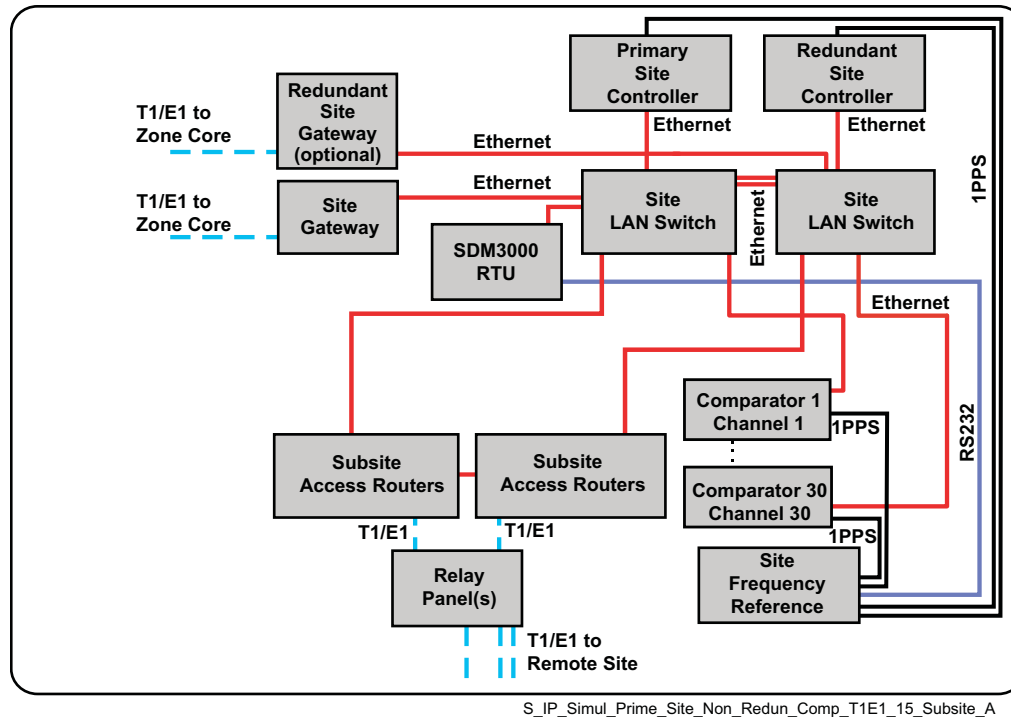 Primary
Site
Controller
Redundant
Site
Controller
Redundant
Site
Gateway
(optional)
T1/E1 to
Zone Core
Ethernet
Ethernet
Ethernet
1PPS
T1/E1 to
Zone Core
Site
Gateway
Ethernet
Site
LAN Switch
Ethernet
Site
LAN Switch
SDM3000
RTU
Ethernet
RS232
Comparator 1
Channel 1
1PPS
Subsite
Access Routers
Subsite
Access Routers
Comparator 30
Channel 30
T1/E1
T1/E1
1PPS
Relay
Panel(s)
Site
Frequency
Reference
T1/E1 to
Remote Site
S_IP_Simul_Prime_Site_Non_Redun_Comp_T1E1_15_Subsite_A